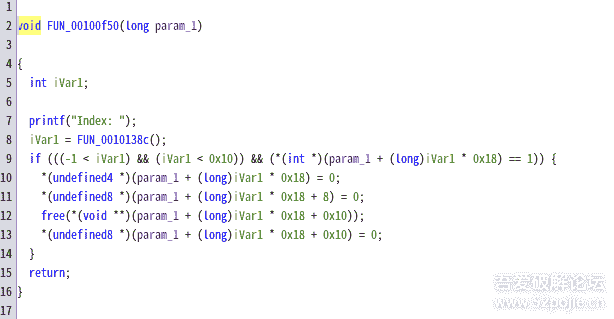 1
2 void FUN_00100f50(long param_1)
3
4 {
5 int iVar1;
6
7 printf("Index: ");
8 iVar1 = FUN_0010138c();
9 if (((-1 < iVar1) && (iVar1 < 0x10)) && (*(int *)(param_1 + (long)iVar1 * 0x18) == 1)) {
10 *(undefined4 *)(param_1 + (long)iVar1 * 0x18) = 0;
11 *(undefined8 *)(param_1 + (long)iVar1 * 0x18 + 8) = 0;
12 free(*(void **)(param_1 + (long)iVar1 * 0x18 + 0x10));
13 *(undefined8 *)(param_1 + (long)iVar1 * 0x18 + 0x10) = 0;
14 }
15 return;
16 }
17
吾爱破解论坛
www.52pojie.cn